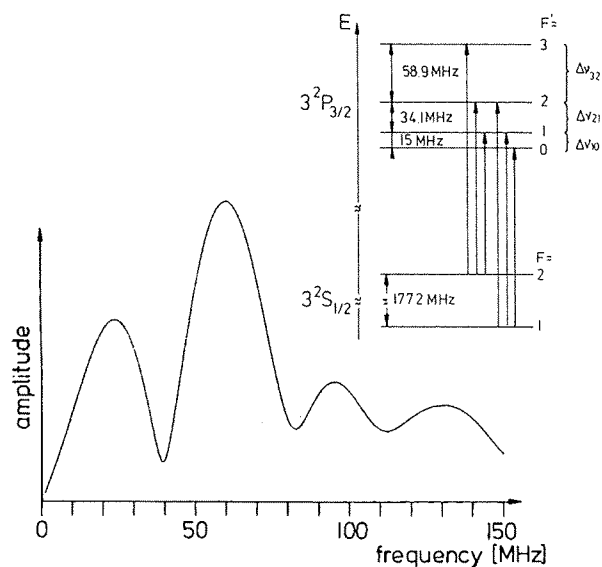 E
F'=
3
58.9 MHz
Δν32
3²P3/2
2
34.1MHz
Δν21
1
15 MHz
0
Δν10
F=
2
3²S1/2
1772 MHz
1
amplitude
0 50 100 150
frequency [MHz]